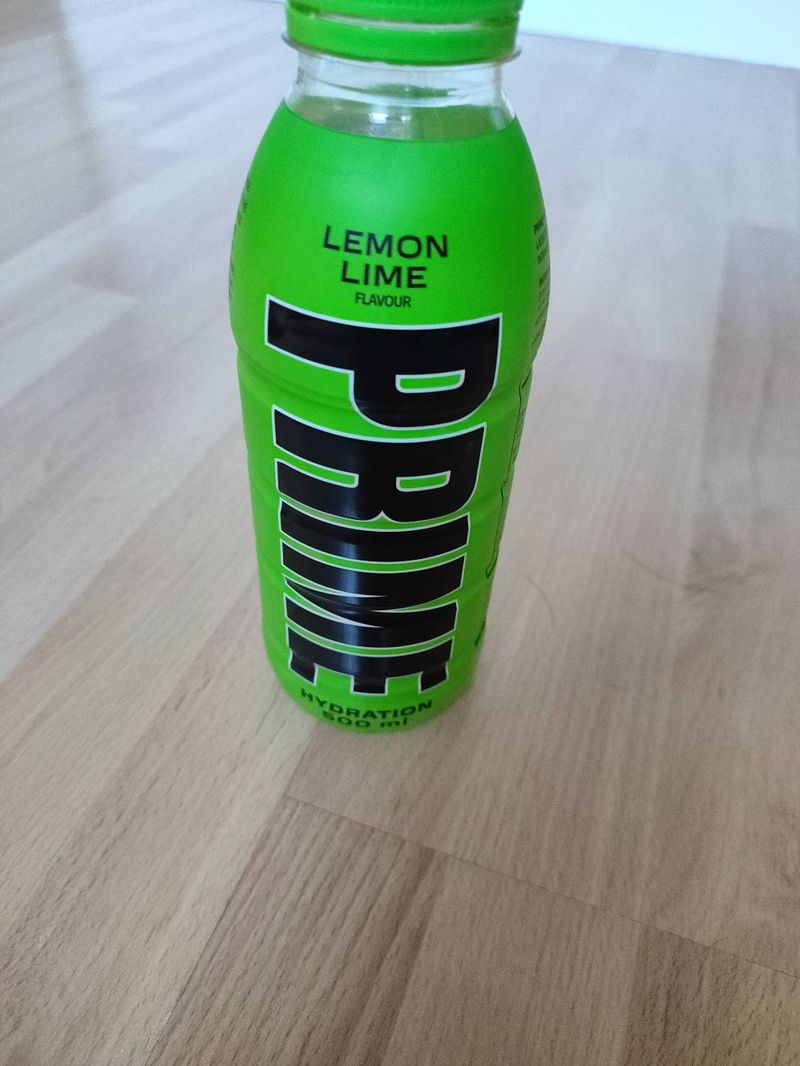 LEMON
LIME
FLAVOUR
PRIME
HYDRATION
500 ml